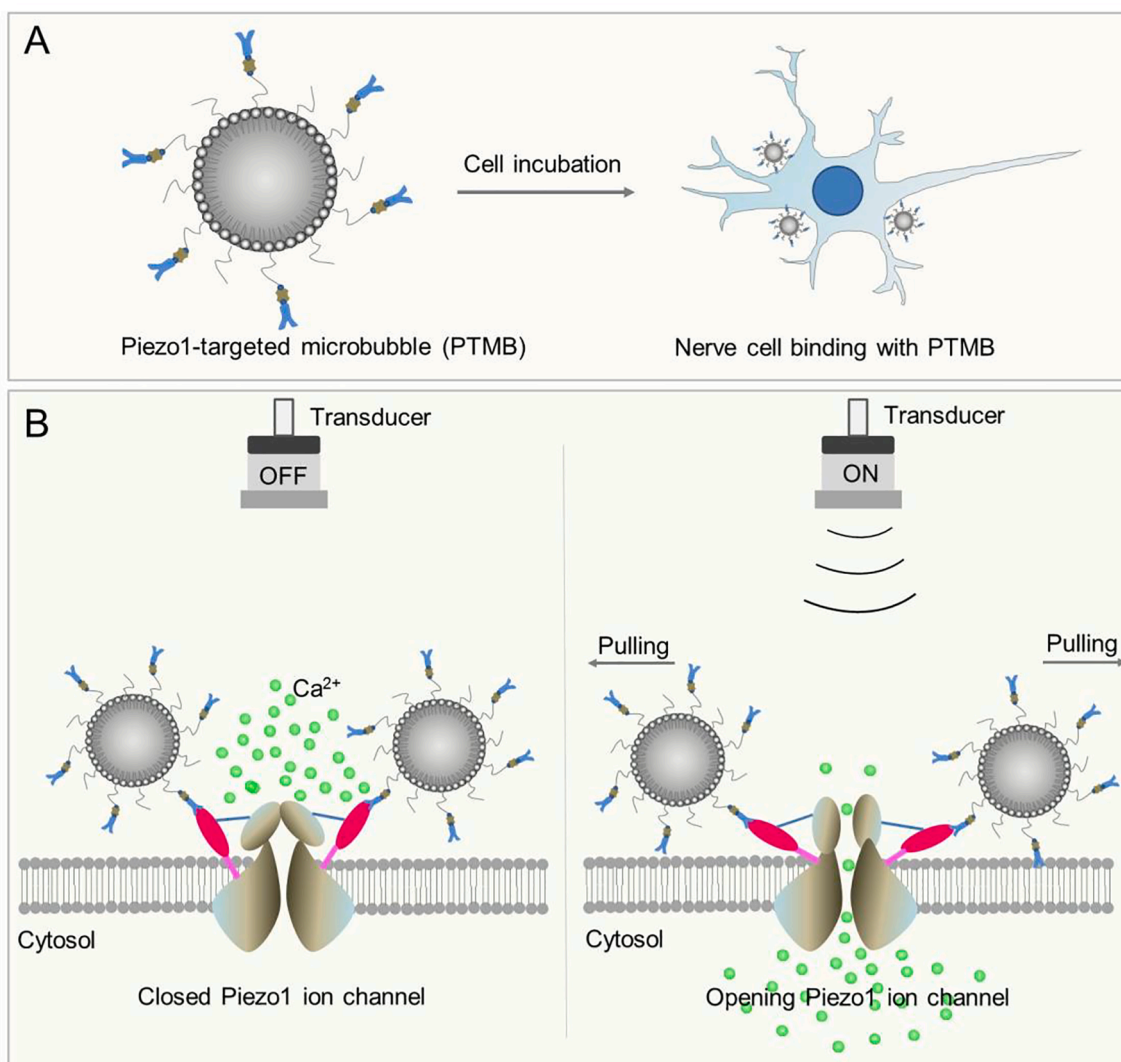 A
Cell incubation
Piezo1-targeted microbubble (PTMB)
Nerve cell binding with PTMB
B
Transducer
OFF
Transducer
ON
Pulling
Pulling
Ca²⁺
Cytosol
Cytosol
Closed Piezo1 ion channel
Opening Piezo1 ion channel